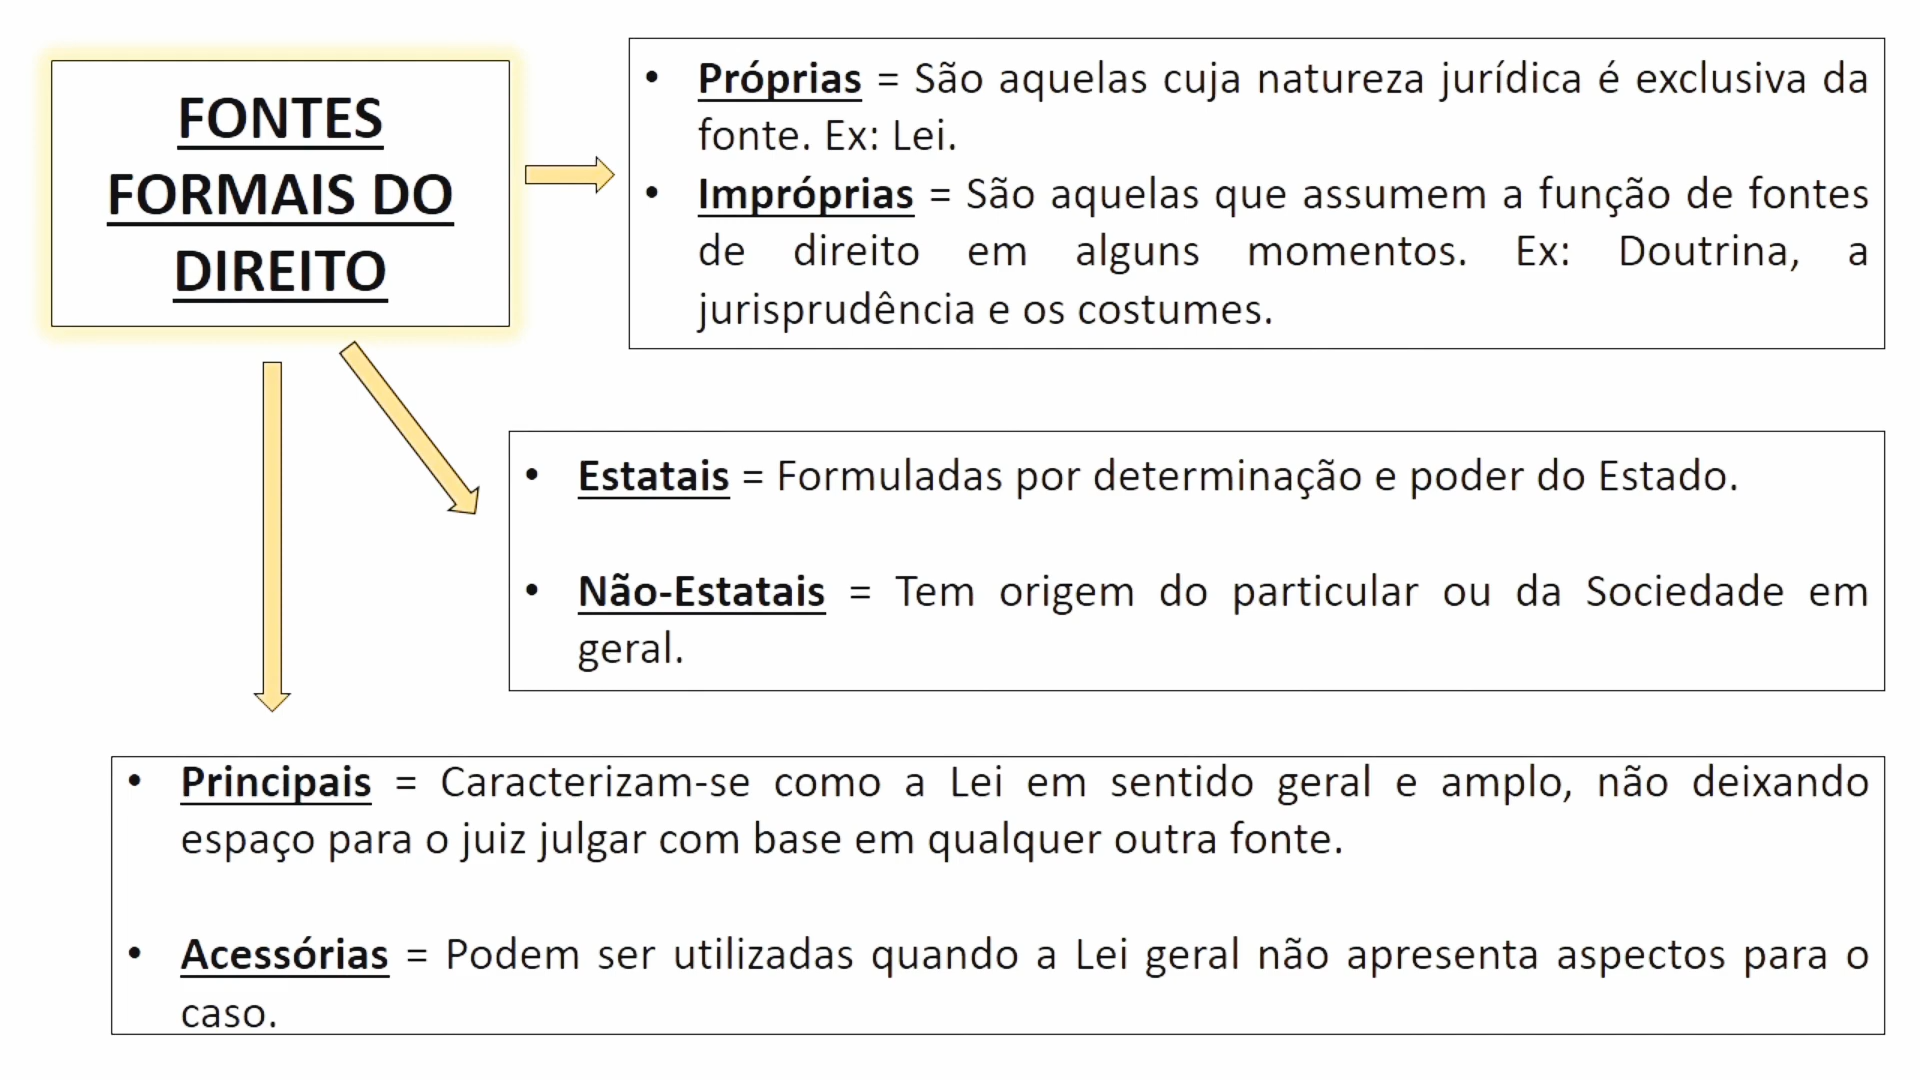 FONTES
FORMAIS DO
DIREITO
• Próprias = São aquelas cuja natureza jurídica é exclusiva da
fonte. Ex: Lei.
• Impróprias = São aquelas que assumem a função de fontes
de direito em alguns momentos. Ex: Doutrina, a
jurisprudência e os costumes.
• Estatais = Formuladas por determinação e poder do Estado.
• Não-Estatais = Tem origem do particular ou da Sociedade em
geral.
• Principais = Caracterizam-se como a Lei em sentido geral e amplo, não deixando
espaço para o juiz julgar com base em qualquer outra fonte.
• Acessórias = Podem ser utilizadas quando a Lei geral não apresenta aspectos para o
caso.